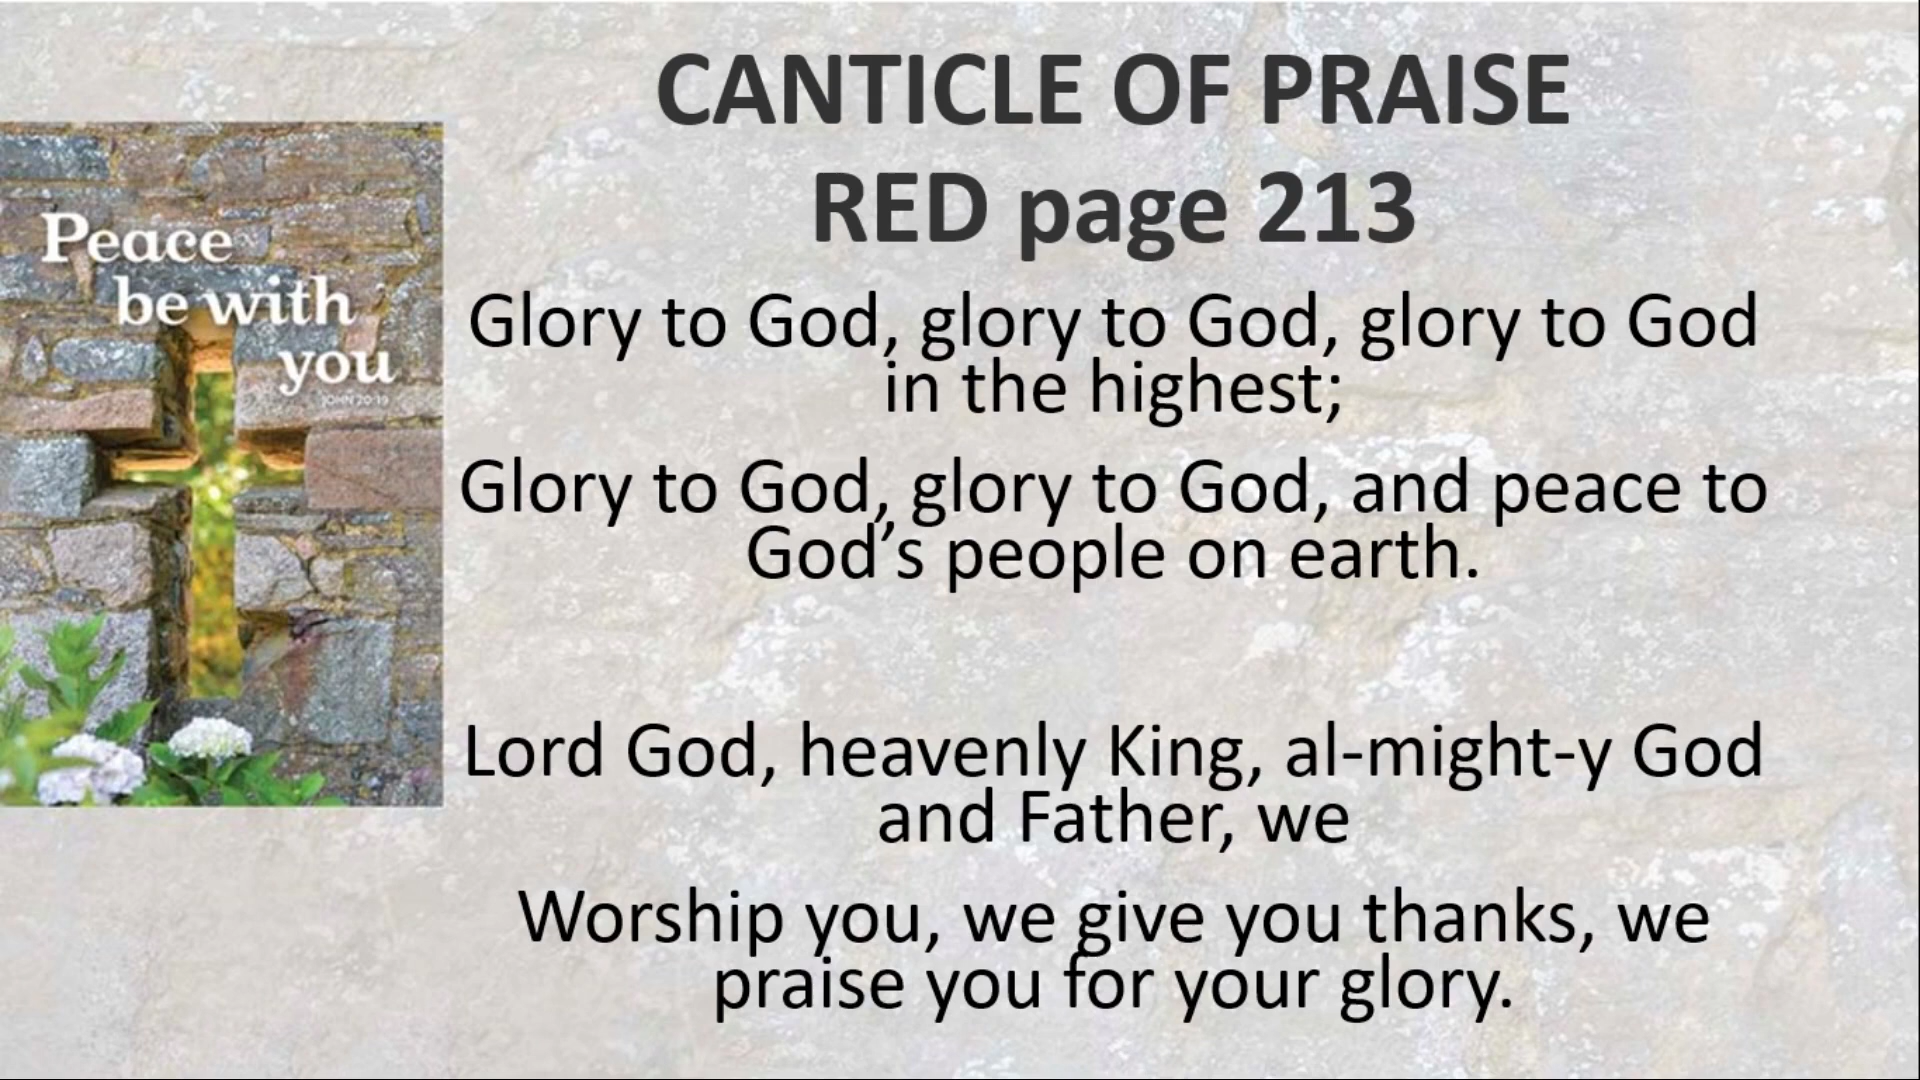 CANTICLE OF PRAISE
RED page 213
Peace
be with
you
JOHN 20:19
Glory to God, glory to God, glory to God
in the highest;
Glory to God, glory to God, and peace to
God’s people on earth.
Lord God, heavenly King, al-might-y God
and Father, we
Worship you, we give you thanks, we
praise you for your glory.